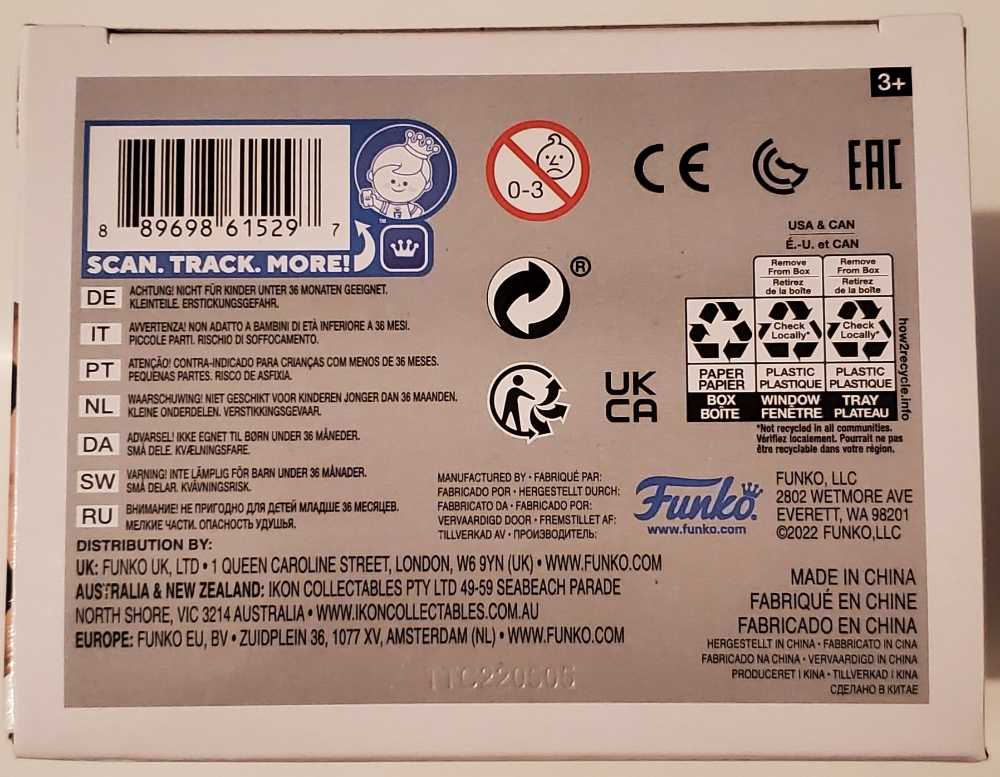 3+
8 89698 61529 7
SCAN. TRACK. MORE!
™
0-3
CE
EAC
®
UK
CA
USA & CAN
É.-U. et CAN
Remove From Box
Retirez de la boîte
Remove From Box
Retirez de la boîte
Check Locally*
Check Locally*
PAPER
PAPIER
PLASTIC
PLASTIQUE
PLASTIC
PLASTIQUE
BOX
BOÎTE
WINDOW
FENÊTRE
TRAY
PLATEAU
how2recycle.info
*Not recycled in all communities.
Vérifiez localement. Pourrait ne pas
être recyclable dans votre région.
DE ACHTUNG! NICHT FÜR KINDER UNTER 36 MONATEN GEEIGNET.
KLEINTEILE. ERSTICKUNGSGEFAHR.
IT AVVERTENZA! NON ADATTO A BAMBINI DI ETÀ INFERIORE A 36 MESI.
PICCOLE PARTI. RISCHIO DI SOFFOCAMENTO.
PT ATENÇÃO! CONTRA-INDICADO PARA CRIANÇAS COM MENOS DE 36 MESES.
PEQUENAS PARTES. RISCO DE ASFIXIA.
NL WAARSCHUWING! NIET GESCHIKT VOOR KINDEREN JONGER DAN 36 MAANDEN.
KLEINE ONDERDELEN. VERSTIKKINGSGEVAAR.
DA ADVARSEL! IKKE EGNET TIL BØRN UNDER 36 MÅNEDER.
SMÅ DELE. KVÆLNINGSFARE.
SW VARNING! INTE LÄMPLIG FÖR BARN UNDER 36 MÅNADER.
SMÅ DELAR. KVÄVNINGSRISK.
RU ВНИМАНИЕ! НЕ ПРИГОДНО ДЛЯ ДЕТЕЙ МЛАДШЕ 36 МЕСЯЦЕВ.
МЕЛКИЕ ЧАСТИ. ОПАСНОСТЬ УДУШЬЯ.
MANUFACTURED BY • FABRIQUÉ PAR:
FABRICADO POR • HERGESTELLT DURCH:
FABBRICATO DA • FABRICADO POR:
VERVAARDIGD DOOR • FREMSTILLET AF:
TILLVERKAD AV • ПРОИЗВОДИТЕЛЬ:
Funko
www.funko.com
FUNKO, LLC
2802 WETMORE AVE
EVERETT, WA 98201
©2022 FUNKO,LLC
DISTRIBUTION BY:
UK: FUNKO UK, LTD • 1 QUEEN CAROLINE STREET, LONDON, W6 9YN (UK) • WWW.FUNKO.COM
AUSTRALIA & NEW ZEALAND: IKON COLLECTABLES PTY LTD 49-59 SEABEACH PARADE
NORTH SHORE, VIC 3214 AUSTRALIA • WWW.IKONCOLLECTABLES.COM.AU
EUROPE: FUNKO EU, BV • ZUIDPLEIN 36, 1077 XV, AMSTERDAM (NL) • WWW.FUNKO.COM
MADE IN CHINA
FABRIQUÉ EN CHINE
FABRICADO EN CHINA
HERGESTELLT IN CHINA • FABBRICATO IN CINA
FABRICADO NA CHINA • VERVAARDIGD IN CHINA
PRODUCERET I KINA • TILLVERKAD I KINA
СДЕЛАНО В КИТАЕ
TTC220505